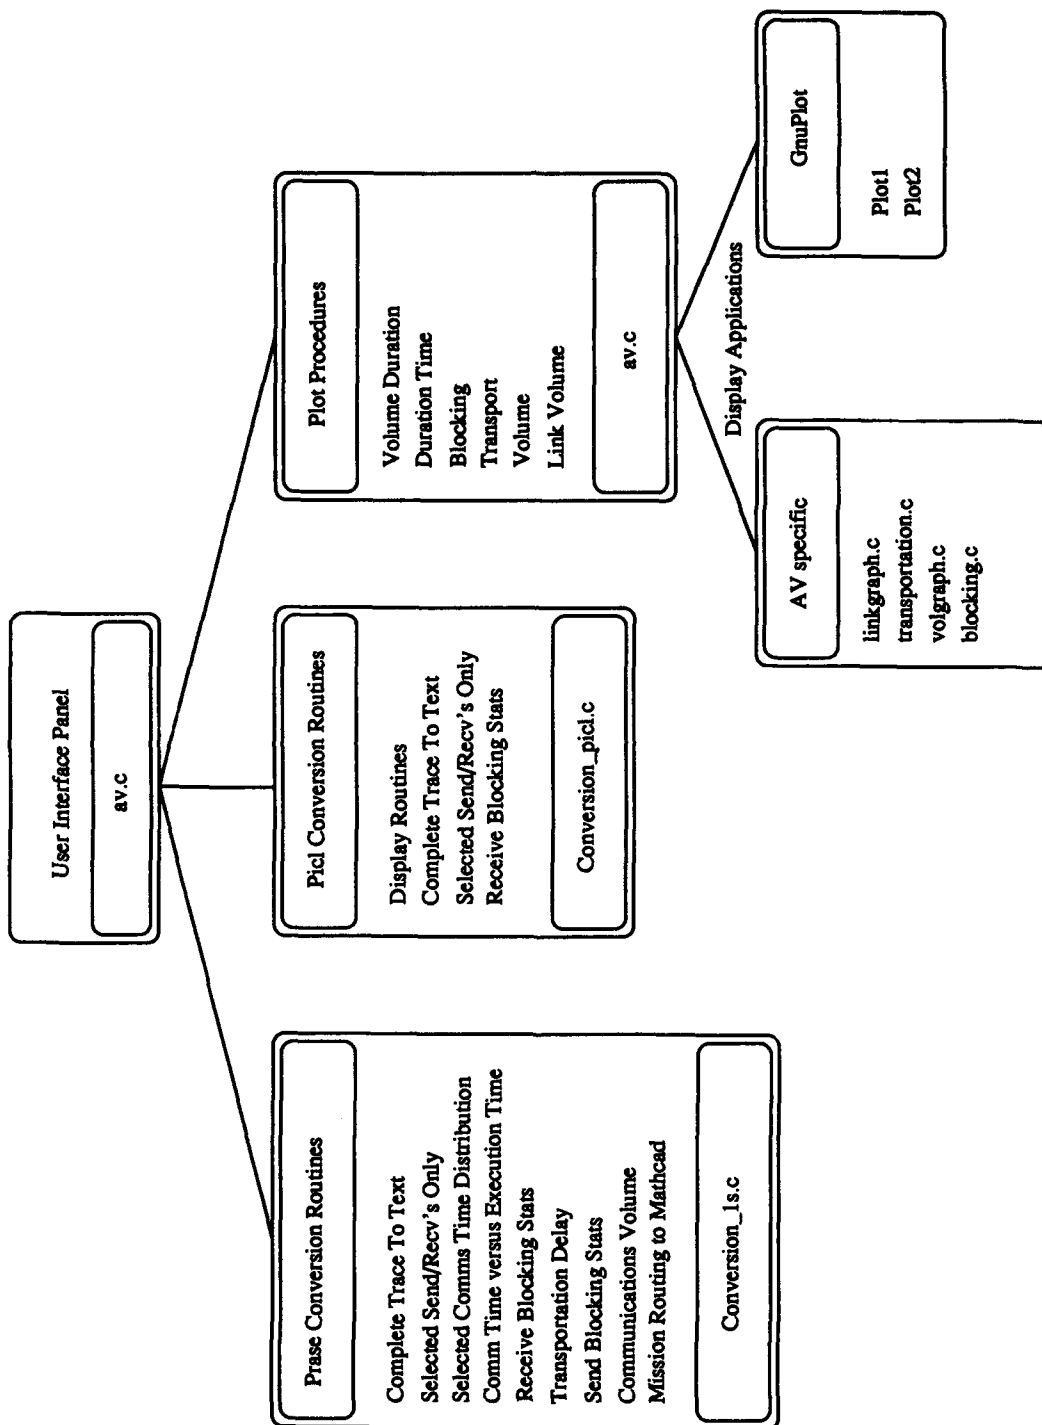 User Interface Panel
av.c
Prase Conversion Routines
Complete Trace To Text
Selected Send/Recv's Only
Selected Comms Time Distribution
Comm Time versus Execution Time
Receive Blocking Stats
Transportation Delay
Send Blocking Stats
Communications Volume
Mission Routing to Mathcad
Conversion_1s.c
Picl Conversion Routines
Display Routines
Complete Trace To Text
Selected Send/Recv's Only
Receive Blocking Stats
Conversion_picl.c
Plot Procedures
Volume Duration
Duration Time
Blocking
Transport
Volume
Link Volume
av.c
Display Applications
AV specific
linkgraph.c
transportation.c
volgraph.c
blocking.c
GnuPlot
Plot1
Plot2